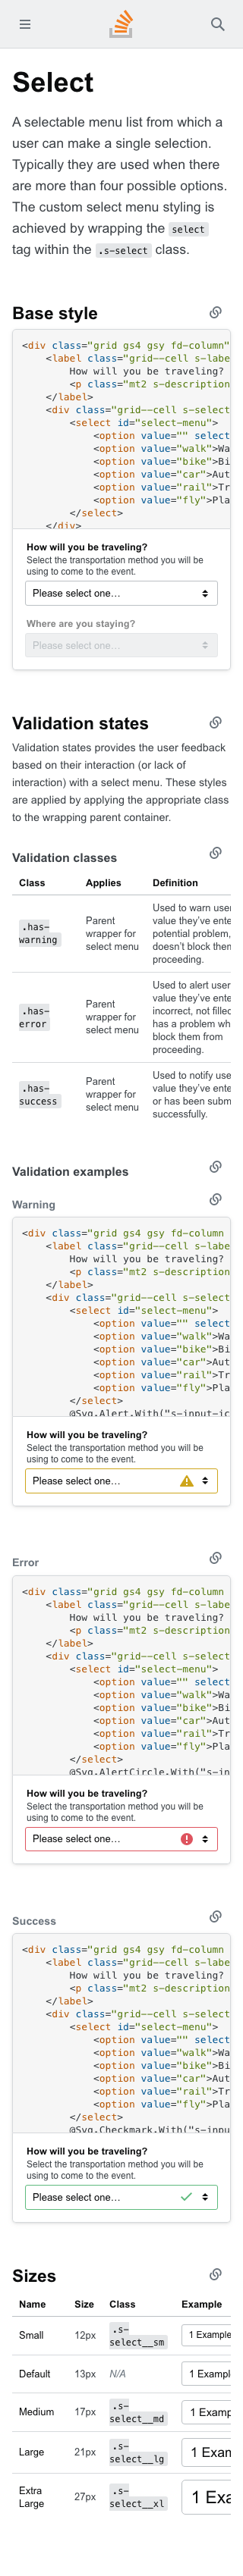 Select
A selectable menu list from which a
user can make a single selection.
Typically they are used when there
are more than four possible options.
The custom select menu styling is
achieved by wrapping the select
tag within the .s-select class.
Base style
<div class="grid gs4 gsy fd-column"
<label class="grid--cell s-labe
How will you be traveling?
<p class="mt2 s-description
</label>
<div class="grid--cell s-select
<select id="select-menu">
<option value="" select
<option value="walk">Wa
<option value="bike">Bi
<option value="car">Aut
<option value="rail">Tr
<option value="fly">Pla
</select>
</div>
How will you be traveling?
Select the transportation method you will be
using to come to the event.
Please select one…
Where are you staying?
Please select one…
Validation states
Validation states provides the user feedback
based on their interaction (or lack of
interaction) with a select menu. These styles
are applied by applying the appropriate class
to the wrapping parent container.
Validation classes
Class Applies Definition
.has-warning Parent wrapper for select menu Used to warn user value they've ente potential problem, doesn't block them proceeding.
.has-error Parent wrapper for select menu Used to alert user value they've ente incorrect, not filled has a problem wh block them from proceeding.
.has-success Parent wrapper for select menu Used to notify use value they've ente or has been subm successfully.
Validation examples
Warning
<div class="grid gs4 gsy fd-column
<label class="grid--cell s-labe
How will you be traveling?
<p class="mt2 s-description
</label>
<div class="grid--cell s-select
<select id="select-menu">
<option value="" select
<option value="walk">Wa
<option value="bike">Bi
<option value="car">Aut
<option value="rail">Tr
<option value="fly">Pla
</select>
@Svg.Alert.With("s-input-ic
How will you be traveling?
Select the transportation method you will be
using to come to the event.
Please select one…
Error
<div class="grid gs4 gsy fd-column
<label class="grid--cell s-labe
How will you be traveling?
<p class="mt2 s-description
</label>
<div class="grid--cell s-select
<select id="select-menu">
<option value="" select
<option value="walk">Wa
<option value="bike">Bi
<option value="car">Aut
<option value="rail">Tr
<option value="fly">Pla
</select>
@Svg.AlertCircle.With("s-in
How will you be traveling?
Select the transportation method you will be
using to come to the event.
Please select one…
Success
<div class="grid gs4 gsy fd-column
<label class="grid--cell s-labe
How will you be traveling?
<p class="mt2 s-description
</label>
<div class="grid--cell s-select
<select id="select-menu">
<option value="" select
<option value="walk">Wa
<option value="bike">Bi
<option value="car">Aut
<option value="rail">Tr
<option value="fly">Pla
</select>
@Svg.Checkmark.With("s-inpu
How will you be traveling?
Select the transportation method you will be
using to come to the event.
Please select one…
Sizes
Name Size Class Example
Small 12px .s-select__sm 1 Example
Default 13px N/A 1 Exampl
Medium 17px .s-select__md 1 Examp
Large 21px .s-select__lg 1 Exam
Extra Large 27px .s-select__xl 1 Exa